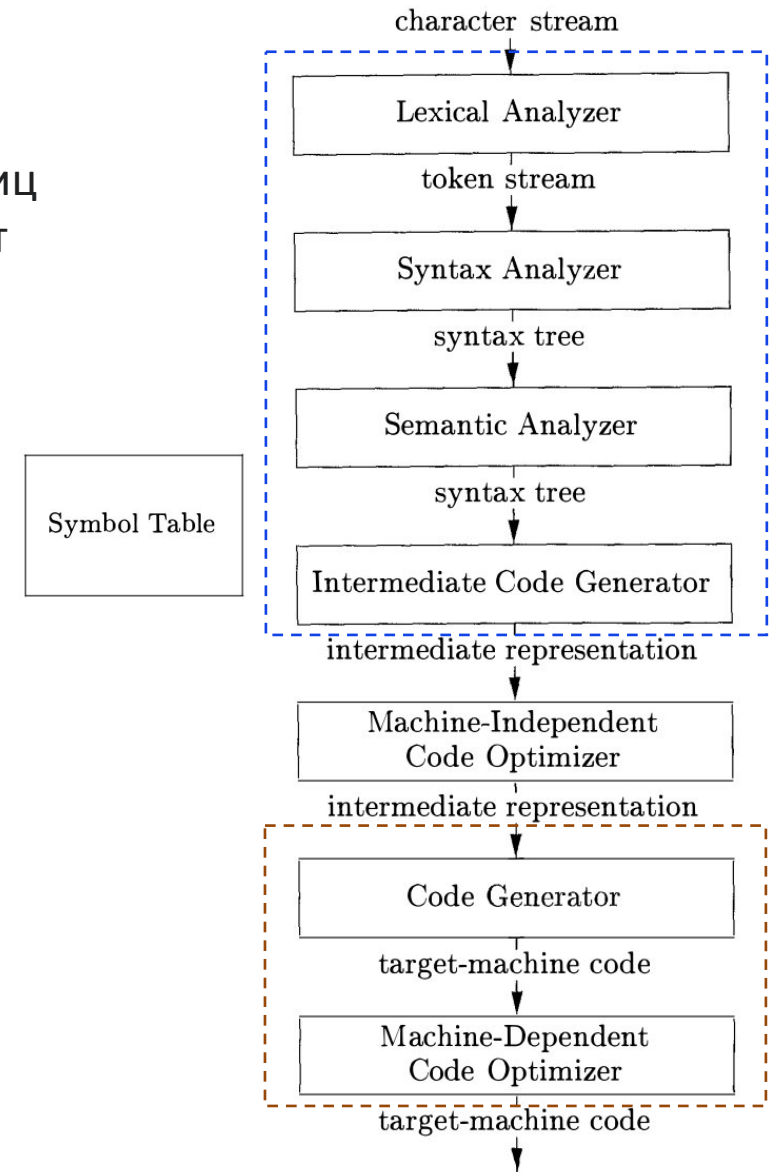 character stream
Lexical Analyzer
token stream
Syntax Analyzer
syntax tree
Semantic Analyzer
syntax tree
Symbol Table
Intermediate Code Generator
intermediate representation
Machine-Independent
Code Optimizer
intermediate representation
Code Generator
target-machine code
Machine-Dependent
Code Optimizer
target-machine code